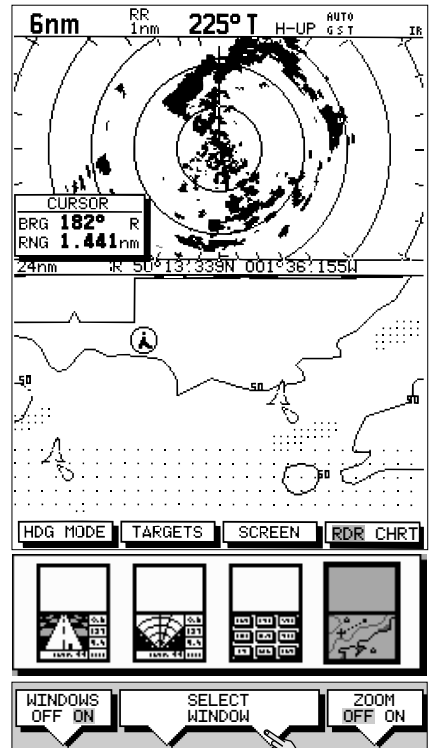 6nm RR 1nm 225° T H-UP AUTO GST IR
CURSOR
BRG 182° R
RNG 1.441nm
24nm R 50°13'.339N 001°36'.155W
50
50
50
50
HDG MODE TARGETS SCREEN RDR CHRT
WINDOWS OFF ON
SELECT WINDOW
ZOOM OFF ON